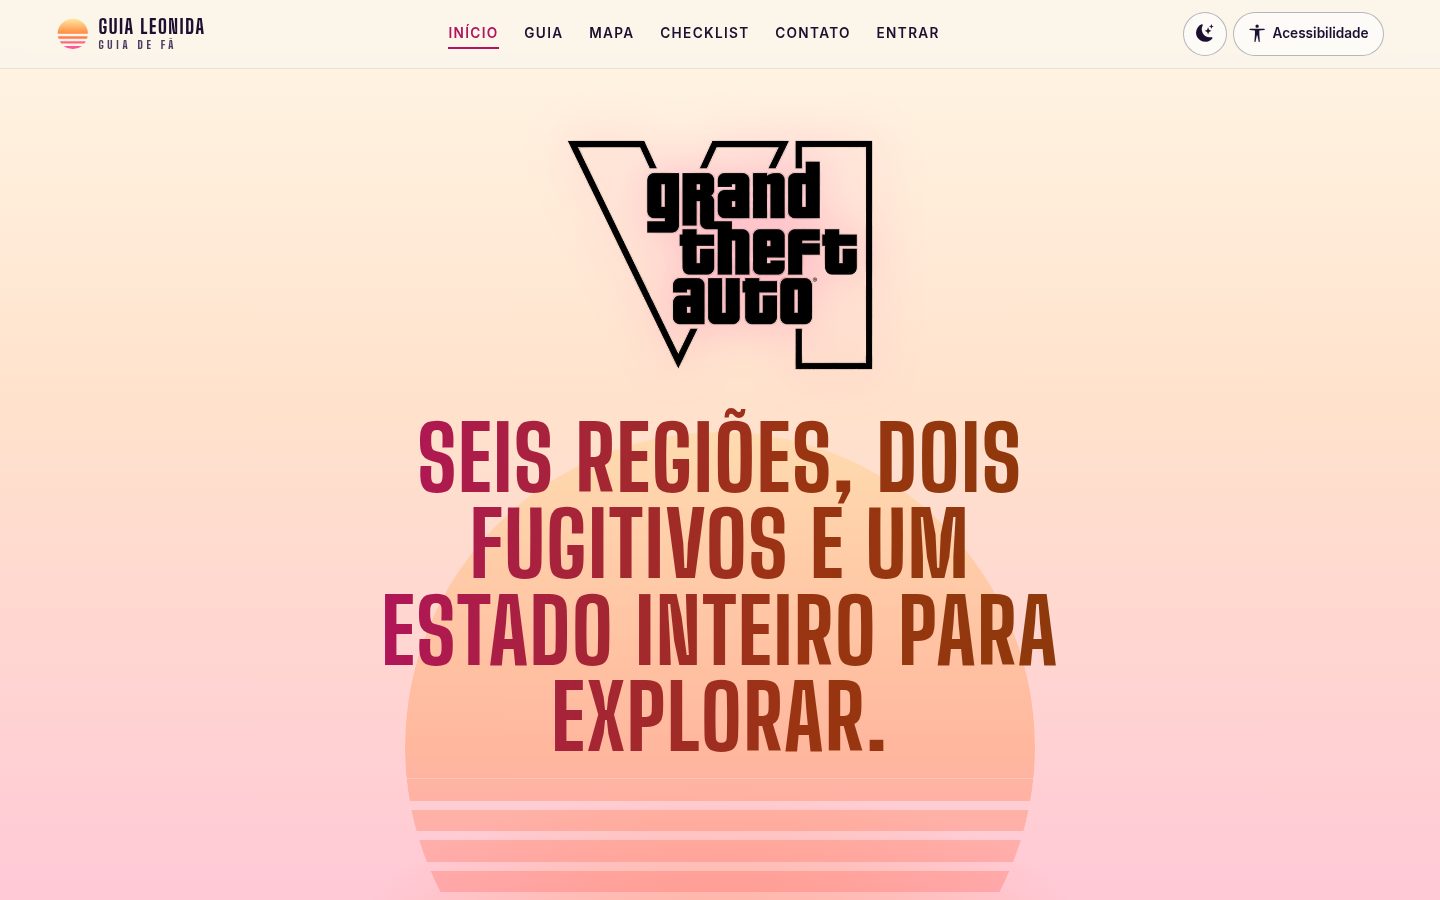 GUIA LEONIDA
GUIA DE FÃ
INÍCIO GUIA MAPA CHECKLIST CONTATO ENTRAR
Acessibilidade
grand
theft
auto®
VI
SEIS REGIÕES, DOIS
FUGITIVOS E UM
ESTADO INTEIRO PARA
EXPLORAR.